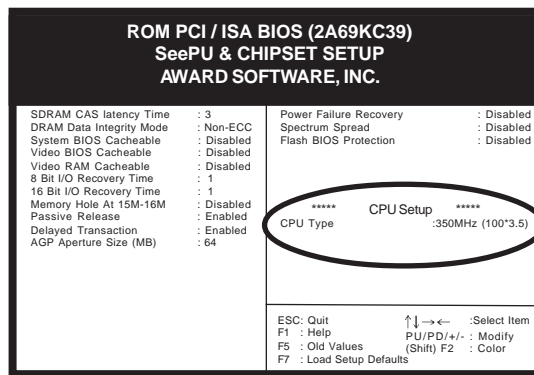 ROM PCI / ISA BIOS (2A69KC39)
SeePU & CHIPSET SETUP
AWARD SOFTWARE, INC.
SDRAM CAS latency Time : 3
DRAM Data Integrity Mode : Non-ECC
System BIOS Cacheable : Disabled
Video BIOS Cacheable : Disabled
Video RAM Cacheable : Disabled
8 Bit I/O Recovery Time : 1
16 Bit I/O Recovery Time : 1
Memory Hole At 15M-16M : Disabled
Passive Release : Enabled
Delayed Transaction : Enabled
AGP Aperture Size (MB) : 64
Power Failure Recovery : Disabled
Spectrum Spread : Disabled
Flash BIOS Protection : Disabled
***** CPU Setup *****
CPU Type :350MHz (100*3.5)
ESC: Quit ↑↓→← :Select Item
F1 : Help PU/PD/+/- : Modify
F5 : Old Values (Shift) F2 : Color
F7 : Load Setup Defaults